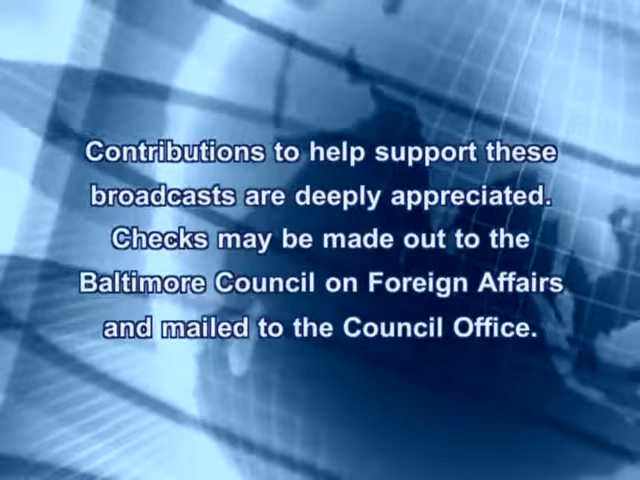 Contributions to help support these
broadcasts are deeply appreciated.
Checks may be made out to the
Baltimore Council on Foreign Affairs
and mailed to the Council Office.